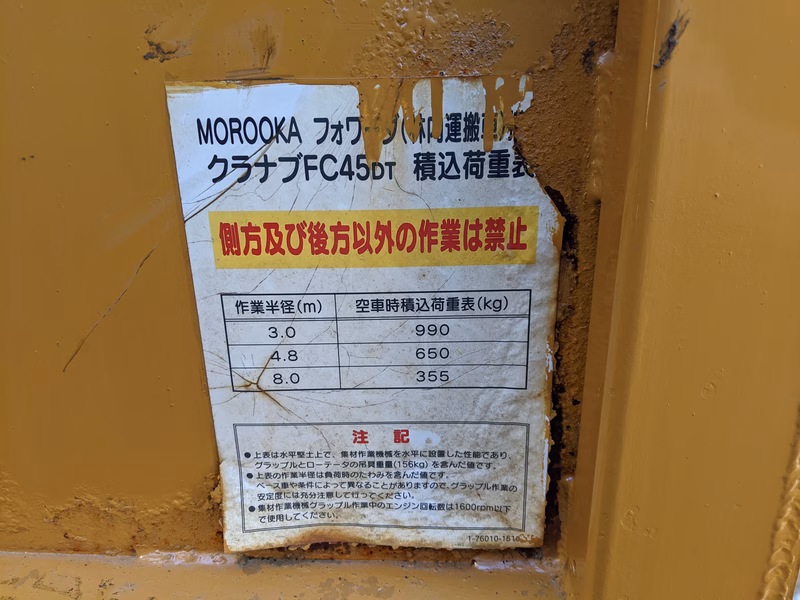 MOROOKA フォワーダ(林内運搬車)
クラナブFC45DT 積込荷重表
側方及び後方以外の作業は禁止
作業半径(m) 空車時積込荷重表(kg)
3.0 990
4.8 650
8.0 355
注 記
●上表は水平堅土上で、集材作業機械を水平に設置した性能であり、
グラップルとローテータの吊具重量(156kg)を含んだ値です。
●上表の作業半径は負荷時のたわみを含んだ値です。
ベース車や条件によって異なることがありますので、グラップル作業の
安定度には充分注意して行ってください。
●集材作業機械グラップル作業中のエンジン回転数は1600rpm以下
で使用してください。